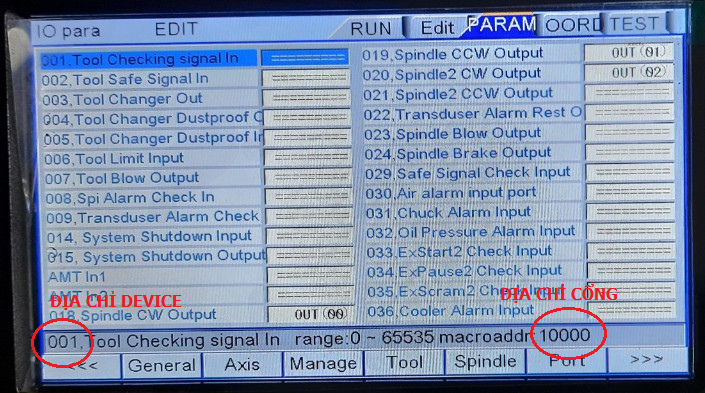 IO para EDIT RUN Edit PARAM OORD TEST
001,Tool Checking signal In ========
002,Tool Safe Signal In ========
003,Tool Changer Out ========
004,Tool Changer Dustproof O ========
005,Tool Changer Dustproof In ========
006,Tool Limit Input ========
007,Tool Blow Output ========
008,Spi Alarm Check In ========
009,Transduser Alarm Check ========
014, System Shutdown Input ========
015, System Shutdown Output ========
AMT In1 ========
AMT In21 ========
018,Spindle CW Output OUT(00)
019,Spindle CCW Output OUT(01)
020,Spindle2 CW Output OUT(02)
021,Spindle2 CCW Output ========
022,Transduser Alarm Rest O ========
023,Spindle Blow Output ========
024,Spindle Brake Output ========
029,Safe Signal Check Input ========
030,Air alarm input port ========
031,Chuck Alarm Input ========
032,Oil Pressure Alarm Input ========
033,ExStart2 Check Input ========
034,ExPause2 Check Input ========
035,ExScram2 Check Input ========
036,Cooler Alarm Input ========
ĐỊA CHỈ DEVICE
ĐỊA CHỈ CỔNG
001,Tool Checking signal In range:0 ~ 65535 macroaddr:10000
<<< General Axis Manage Tool Spindle Port >>>